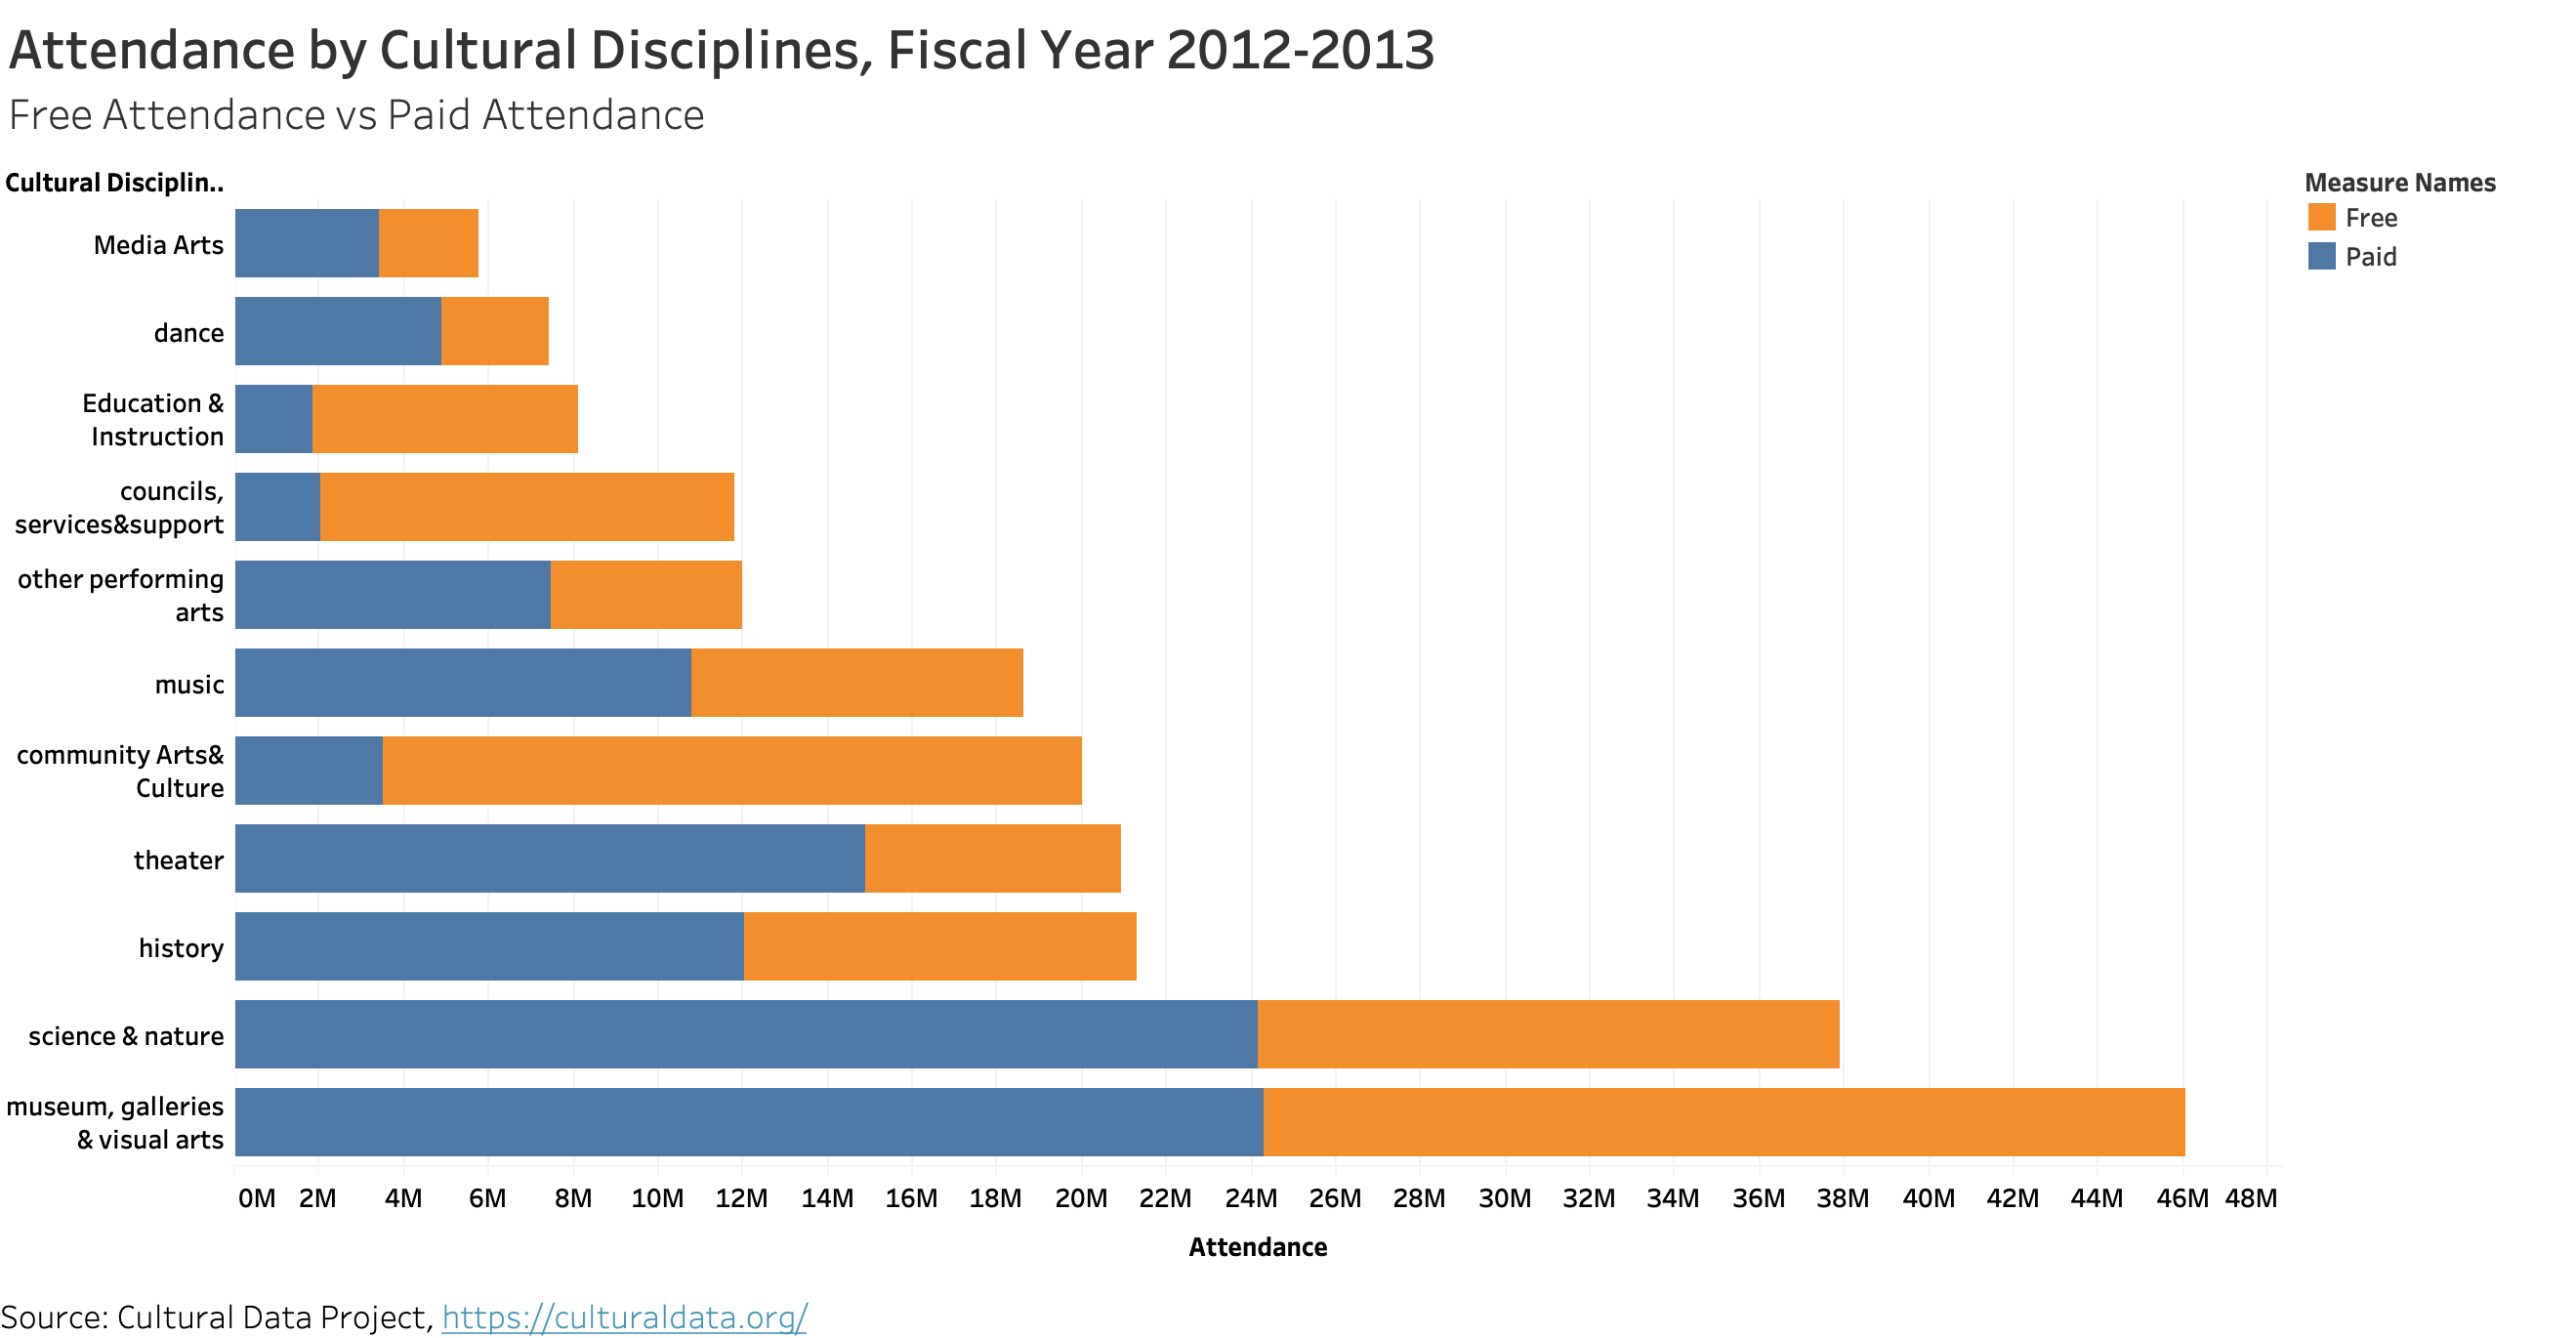 Attendance by Cultural Disciplines, Fiscal Year 2012-2013
Free Attendance vs Paid Attendance
Cultural Disciplin..
Measure Names
Free
Paid
Media Arts
dance
Education &
Instruction
councils,
services&support
other performing
arts
music
community Arts&
Culture
theater
history
science & nature
museum, galleries
& visual arts
0M 2M 4M 6M 8M 10M 12M 14M 16M 18M 20M 22M 24M 26M 28M 30M 32M 34M 36M 38M 40M 42M 44M 46M 48M
Attendance
Source: Cultural Data Project, https://culturaldata.org/